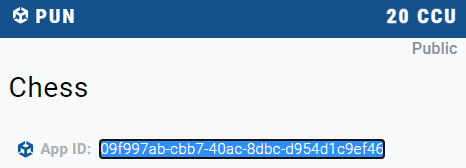 PUN 20 CCU
Public
Chess
App ID: 09f997ab-cbb7-40ac-8dbc-d954d1c9ef46